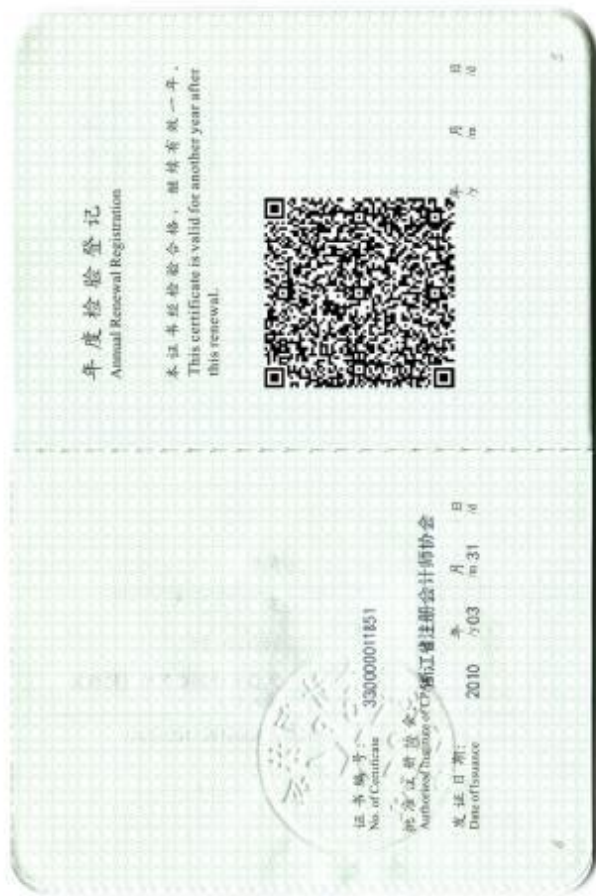 年度检验登记
Annual Renewal Registration
本证书经检验合格，继续有效一年。
This certificate is valid for another year after
this renewal.
年 月 日
/y /m /d
5
证书编号：
No. of Certificate
330000011851
批准注册协会：
Authorized Institute of CPAs
浙江省注册会计师协会
发证日期：
Date of Issuance
2010 年 03 月 31 日
/y /m /d
6